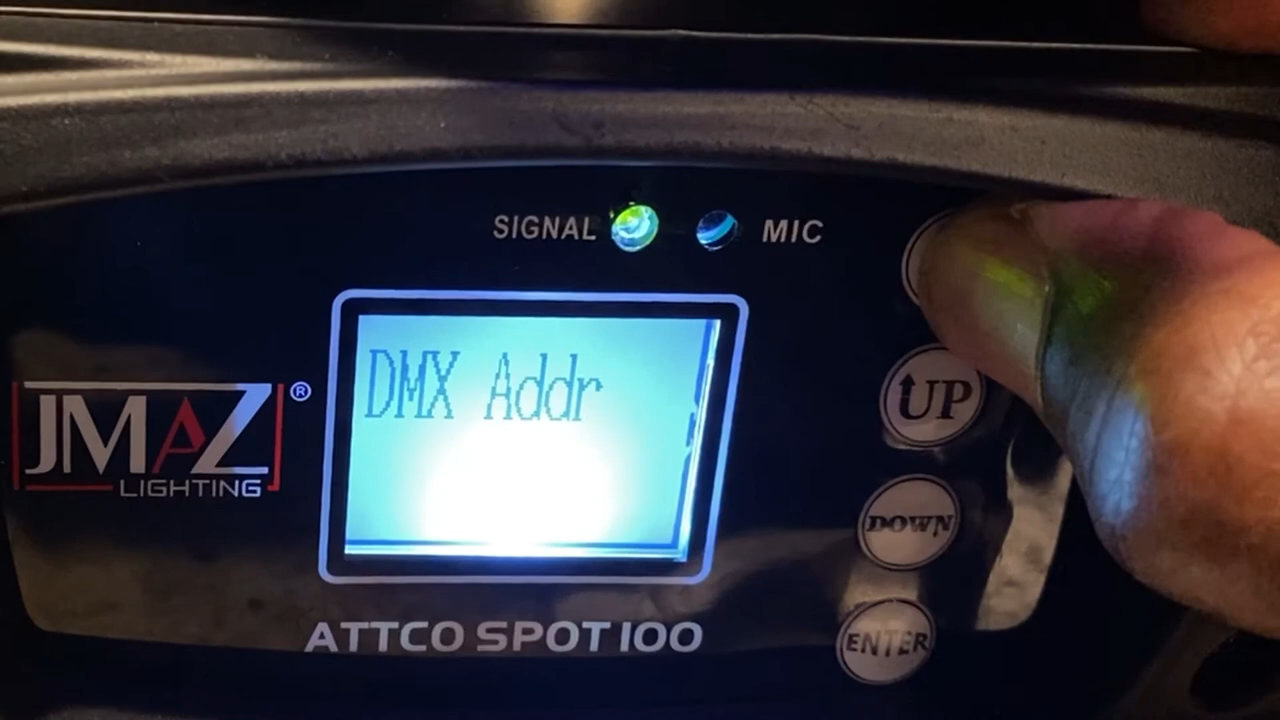 SIGNAL MIC
DMX Addr
JMAZ ®
LIGHTING
UP
DOWN
ENTER
ATTCO SPOT 100